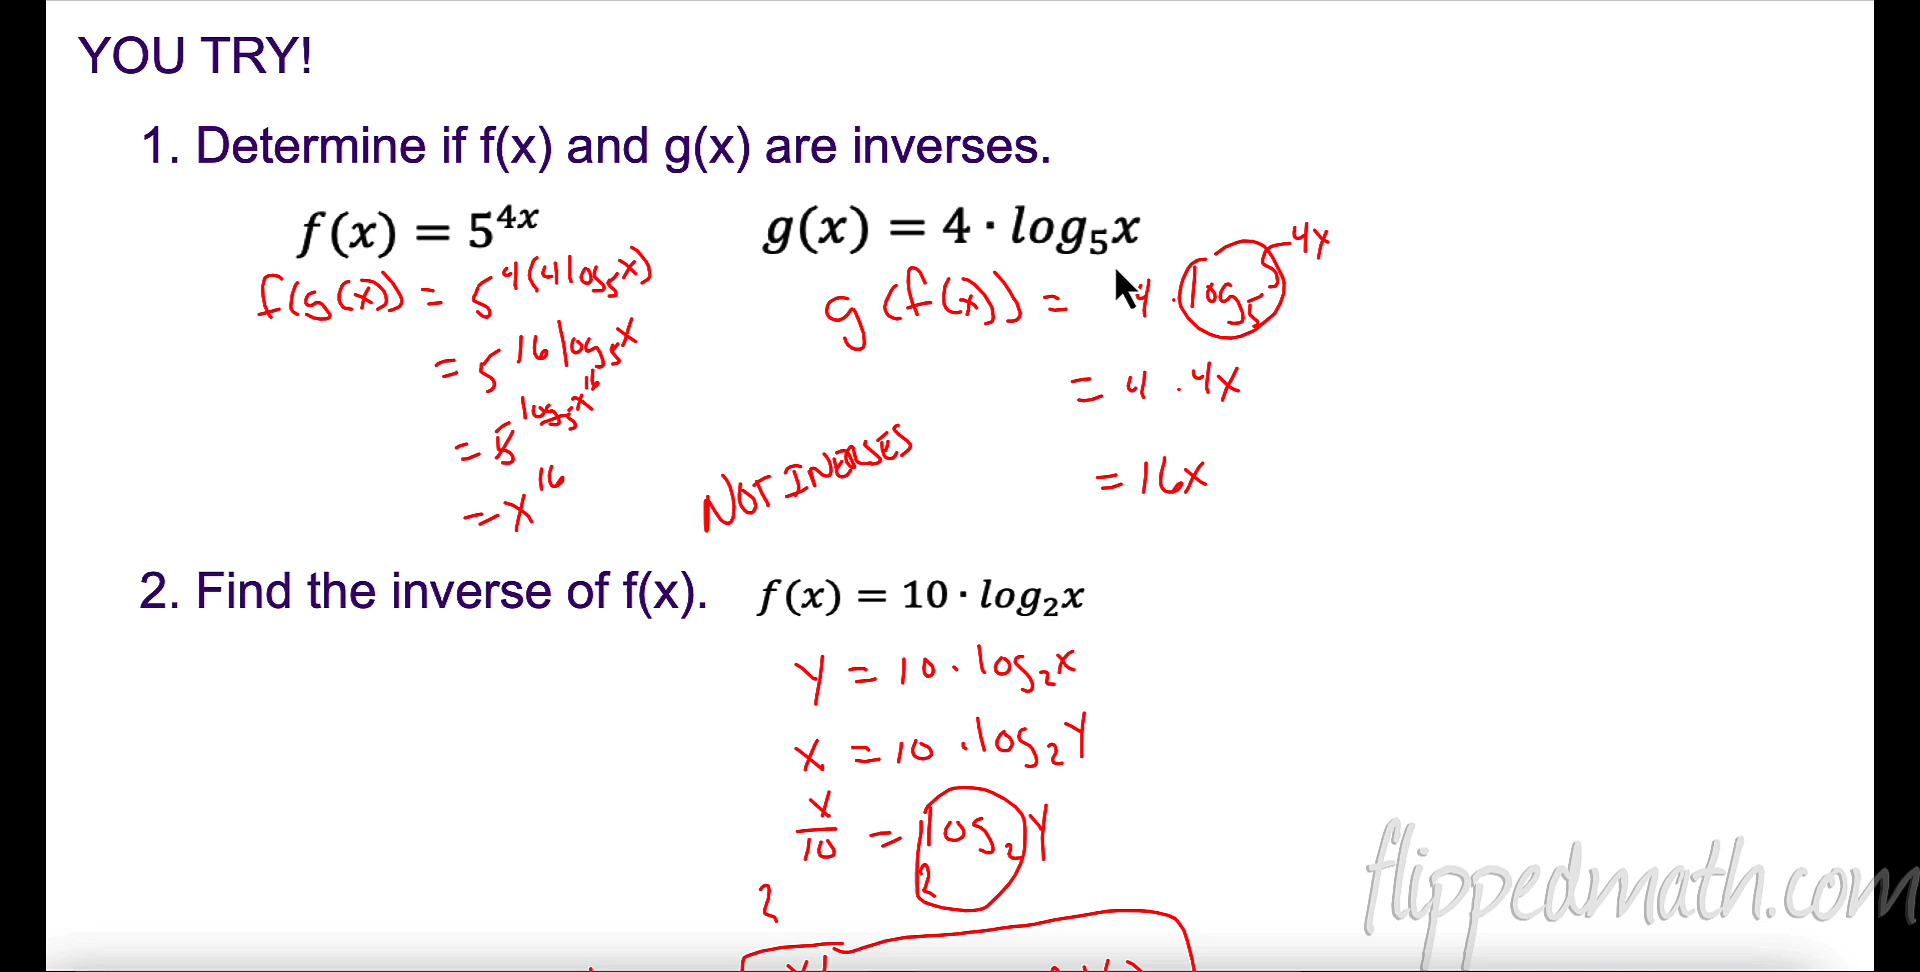 YOU TRY!
1. Determine if f(x) and g(x) are inverses.
f(x) = 5^{4x}
g(x) = 4 · log₅x
f(g(x)) = 5^{4(4log₅x)}
= 5^{16log₅x}
= 5^{log₅x^{16}}
= x^{16}
g(f(x)) = 4 · log₅5^{4x}
= 4 · 4x
= 16x
NOT INVERSES
2. Find the inverse of f(x).
f(x) = 10 · log₂x
y = 10 · log₂x
x = 10 · log₂y
x/10 = log₂y
2
2
flippedmath.com